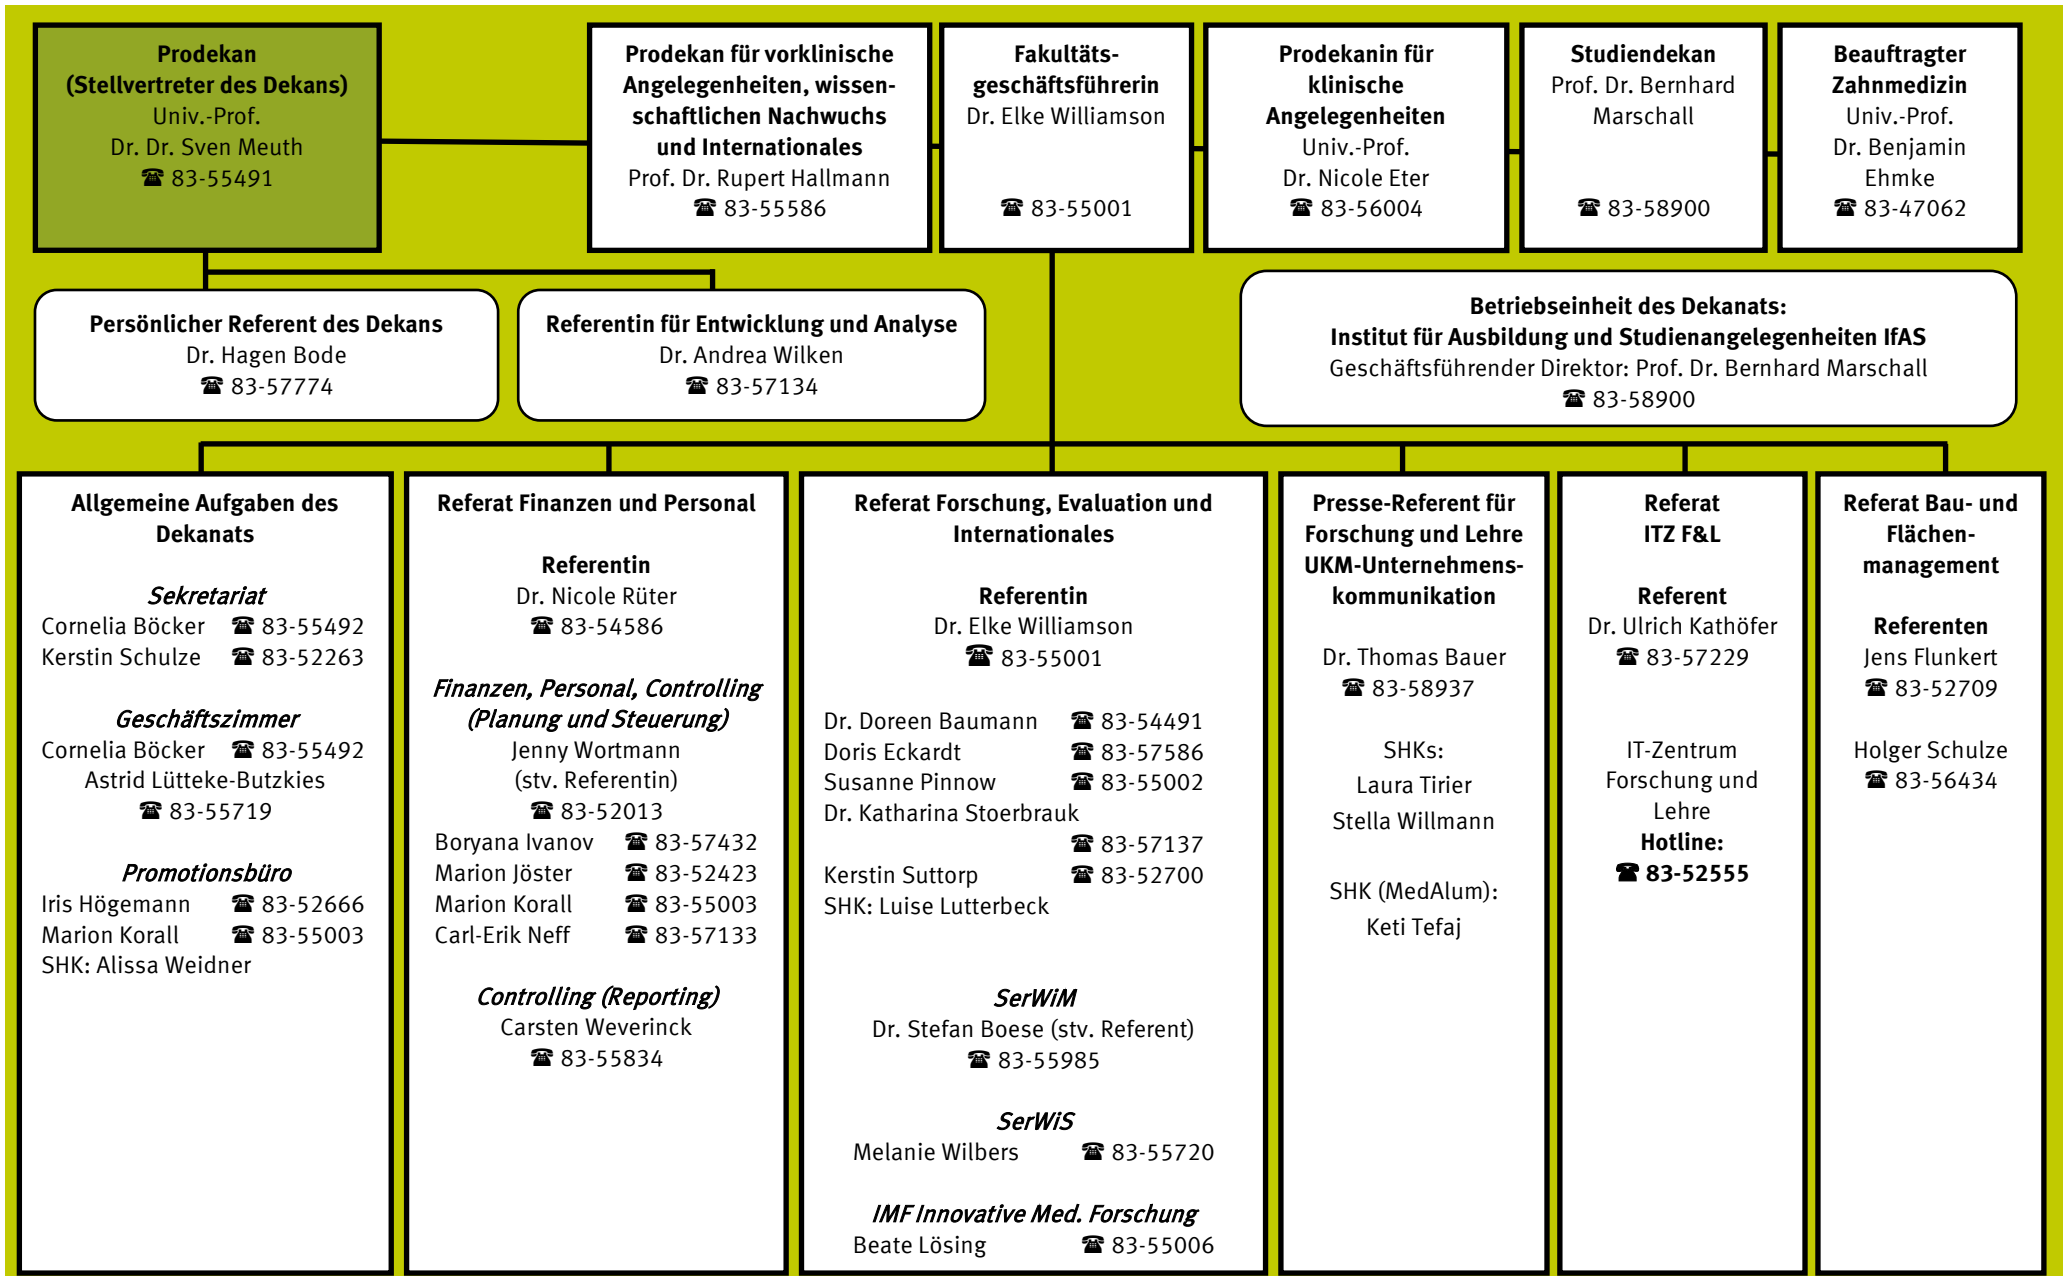 Prodekan
(Stellvertreter des Dekans)
Univ.-Prof.
Dr. Dr. Sven Meuth
☎ 83-55491
Prodekan für vorklinische
Angelegenheiten, wissen-
schaftlichen Nachwuchs
und Internationales
Prof. Dr. Rupert Hallmann
☎ 83-55586
Fakultäts-
geschäftsführerin
Dr. Elke Williamson
☎ 83-55001
Prodekanin für
klinische
Angelegenheiten
Univ.-Prof.
Dr. Nicole Eter
☎ 83-56004
Studiendekan
Prof. Dr. Bernhard
Marschall
☎ 83-58900
Beauftragter
Zahnmedizin
Univ.-Prof.
Dr. Benjamin
Ehmke
☎ 83-47062
Persönlicher Referent des Dekans
Dr. Hagen Bode
☎ 83-57774
Referentin für Entwicklung und Analyse
Dr. Andrea Wilken
☎ 83-57134
Betriebseinheit des Dekanats:
Institut für Ausbildung und Studienangelegenheiten IfAS
Geschäftsführender Direktor: Prof. Dr. Bernhard Marschall
☎ 83-58900
Allgemeine Aufgaben des
Dekanats
Sekretariat
Cornelia Böcker ☎ 83-55492
Kerstin Schulze ☎ 83-52263
Geschäftszimmer
Cornelia Böcker ☎ 83-55492
Astrid Lütteke-Butzkies
☎ 83-55719
Promotionsbüro
Iris Högemann ☎ 83-52666
Marion Korall ☎ 83-55003
SHK: Alissa Weidner
Referat Finanzen und Personal
Referentin
Dr. Nicole Rüter
☎ 83-54586
Finanzen, Personal, Controlling
(Planung und Steuerung)
Jenny Wortmann
(stv. Referentin)
☎ 83-52013
Boryana Ivanov ☎ 83-57432
Marion Jöster ☎ 83-52423
Marion Korall ☎ 83-55003
Carl-Erik Neff ☎ 83-57133
Controlling (Reporting)
Carsten Weverinck
☎ 83-55834
Referat Forschung, Evaluation und
Internationales
Referentin
Dr. Elke Williamson
☎ 83-55001
Dr. Doreen Baumann ☎ 83-54491
Doris Eckardt ☎ 83-57586
Susanne Pinnow ☎ 83-55002
Dr. Katharina Stoerbrauk
☎ 83-57137
Kerstin Suttorp ☎ 83-52700
SHK: Luise Lutterbeck
SerWiM
Dr. Stefan Boese (stv. Referent)
☎ 83-55985
SerWiS
Melanie Wilbers ☎ 83-55720
IMF Innovative Med. Forschung
Beate Lösing ☎ 83-55006
Presse-Referent für
Forschung und Lehre
UKM-Unternehmens-
kommunikation
Dr. Thomas Bauer
☎ 83-58937
SHKs:
Laura Tirier
Stella Willmann
SHK (MedAlum):
Keti Tefaj
Referat
ITZ F&L
Referent
Dr. Ulrich Kathöfer
☎ 83-57229
IT-Zentrum
Forschung und
Lehre
Hotline:
☎ 83-52555
Referat Bau- und
Flächen-
management
Referenten
Jens Flunkert
☎ 83-52709
Holger Schulze
☎ 83-56434